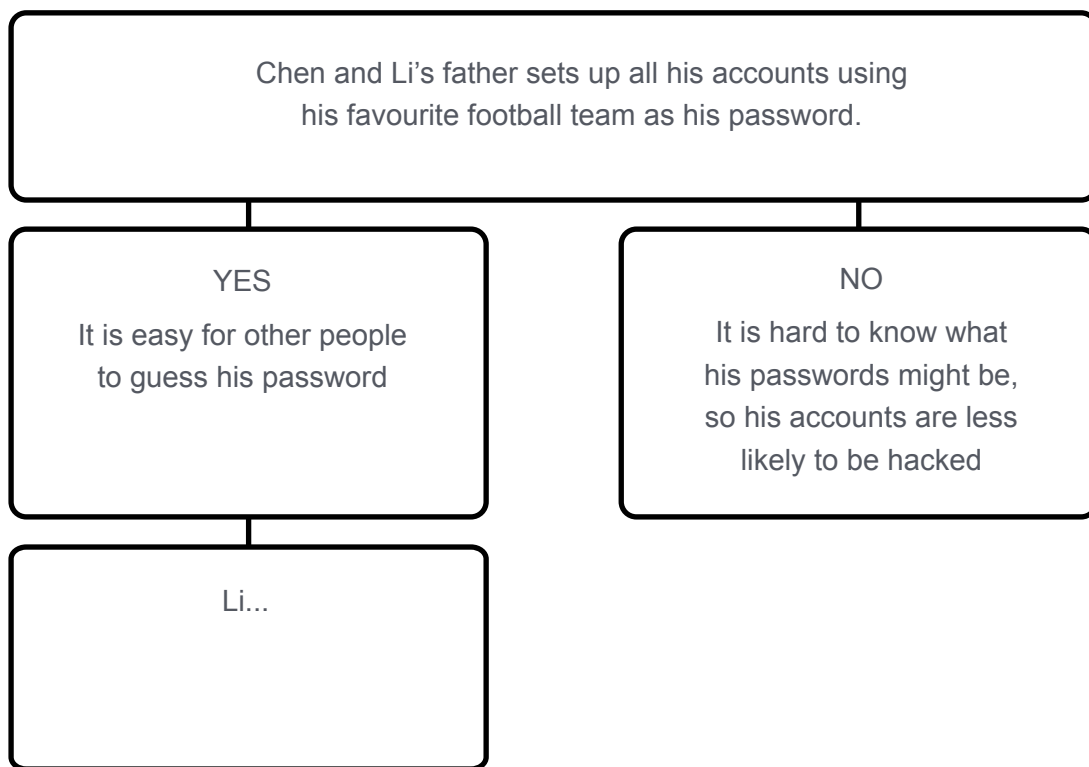 Chen and Li’s father sets up all his accounts using
his favourite football team as his password.
YES
It is easy for other people
to guess his password
NO
It is hard to know what
his passwords might be,
so his accounts are less
likely to be hacked
Li...